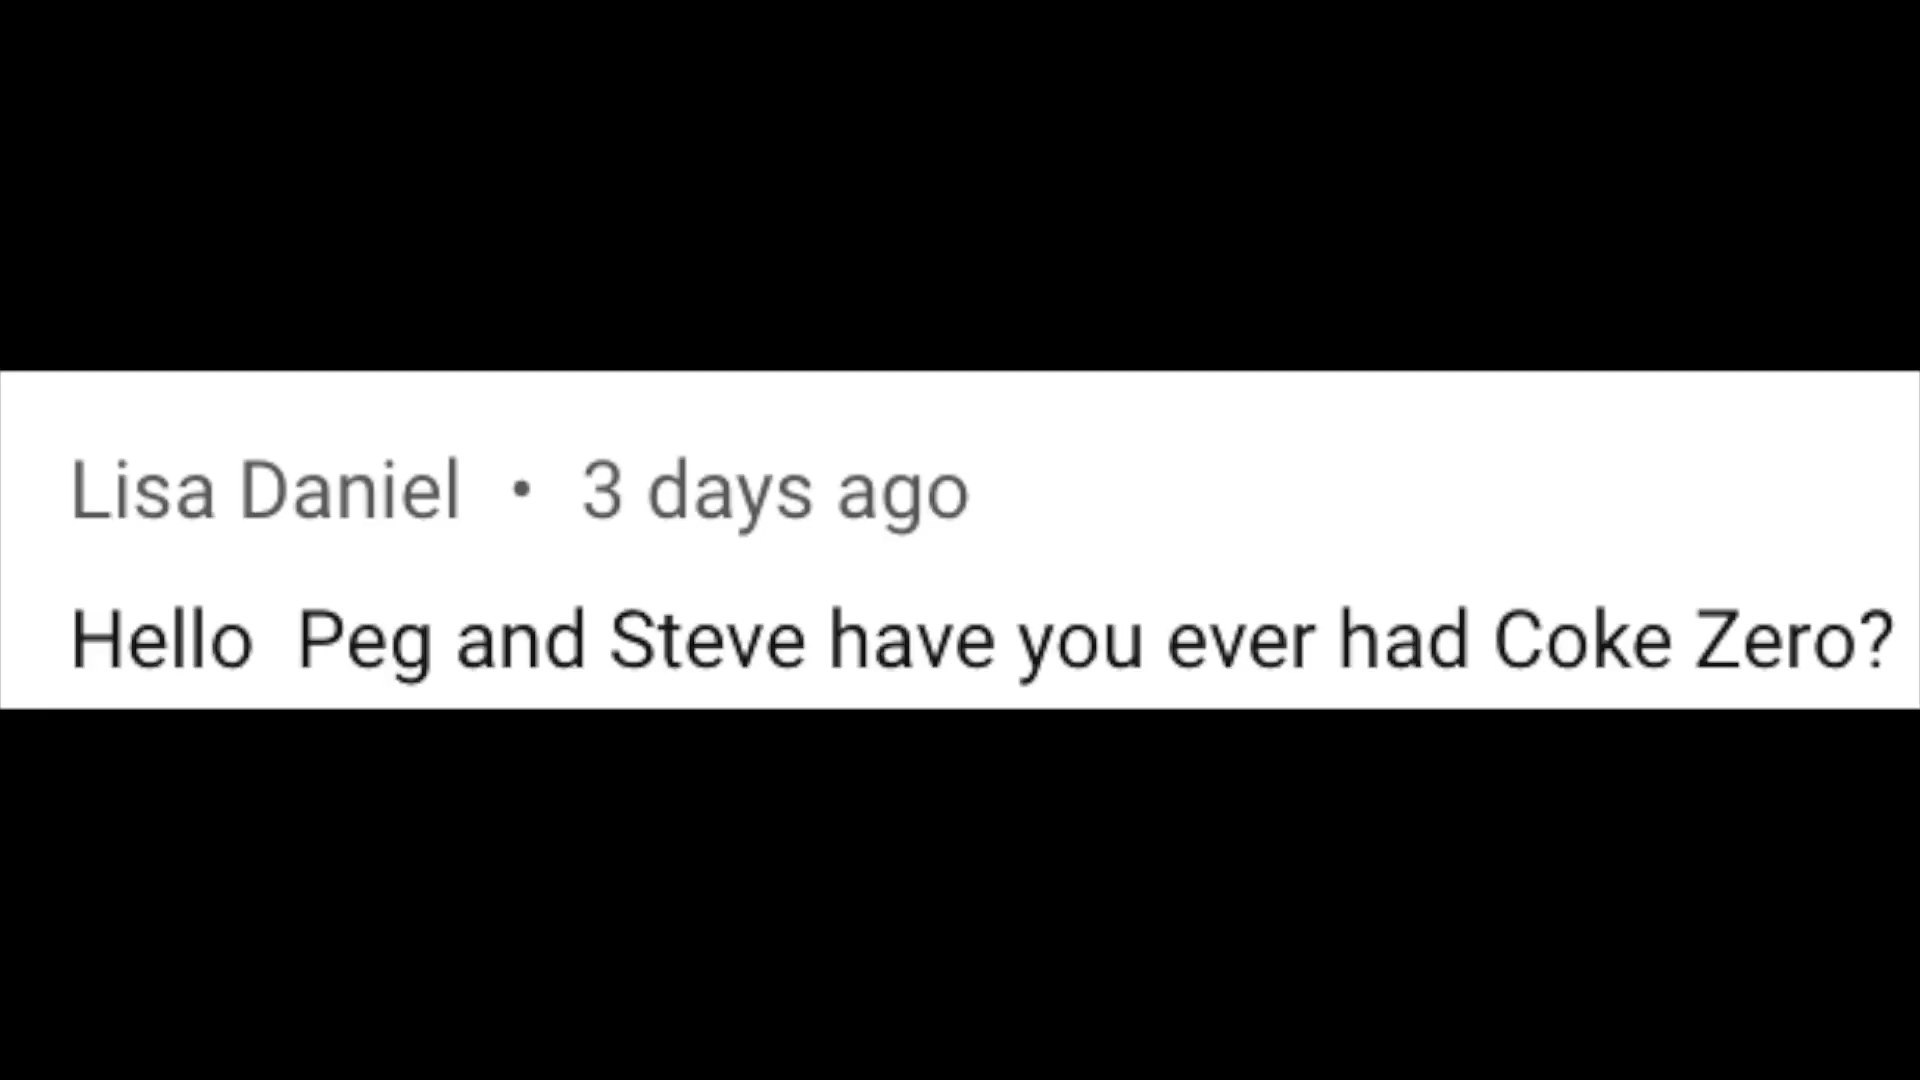 Lisa Daniel • 3 days ago
Hello  Peg and Steve have you ever had Coke Zero?